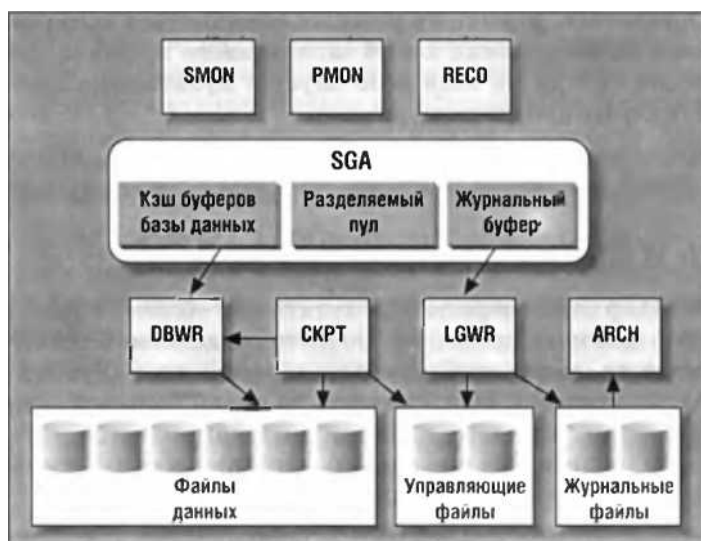 SMON
PMON
RECO
SGA
Кэш буферов
базы данных
Разделяемый
пул
Журнальный
буфер
DBWR
CKPT
LGWR
ARCH
Файлы
данных
Управляющие
файлы
Журнальные
файлы